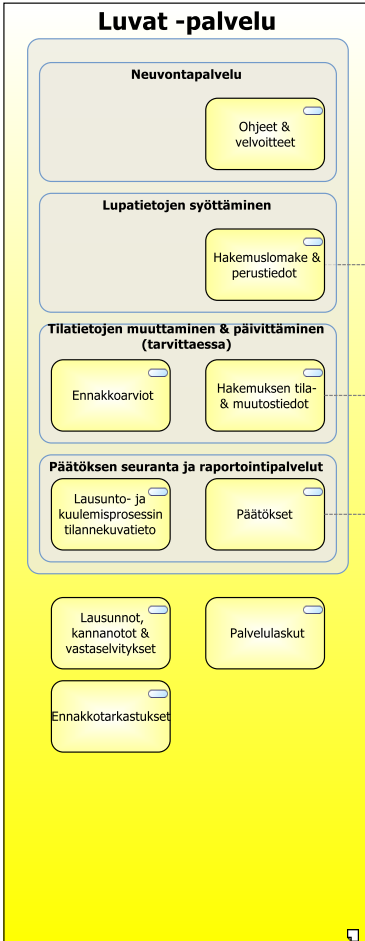 Luvat -palvelu
Neuvontapalvelu
Ohjeet &
velvoitteet
Lupatietojen syöttäminen
Hakemuslomake &
perustiedot
Tilatietojen muuttaminen & päivittäminen
(tarvittaessa)
Ennakkoarviot
Hakemuksen tila-
& muutostiedot
Päätöksen seuranta ja raportointipalvelut
Lausunto- ja
kuulemisprosessin
tilannekuvatieto
Päätökset
Lausunnot,
kannanotot &
vastaselvitykset
Palvelulaskut
Ennakkotarkastukset